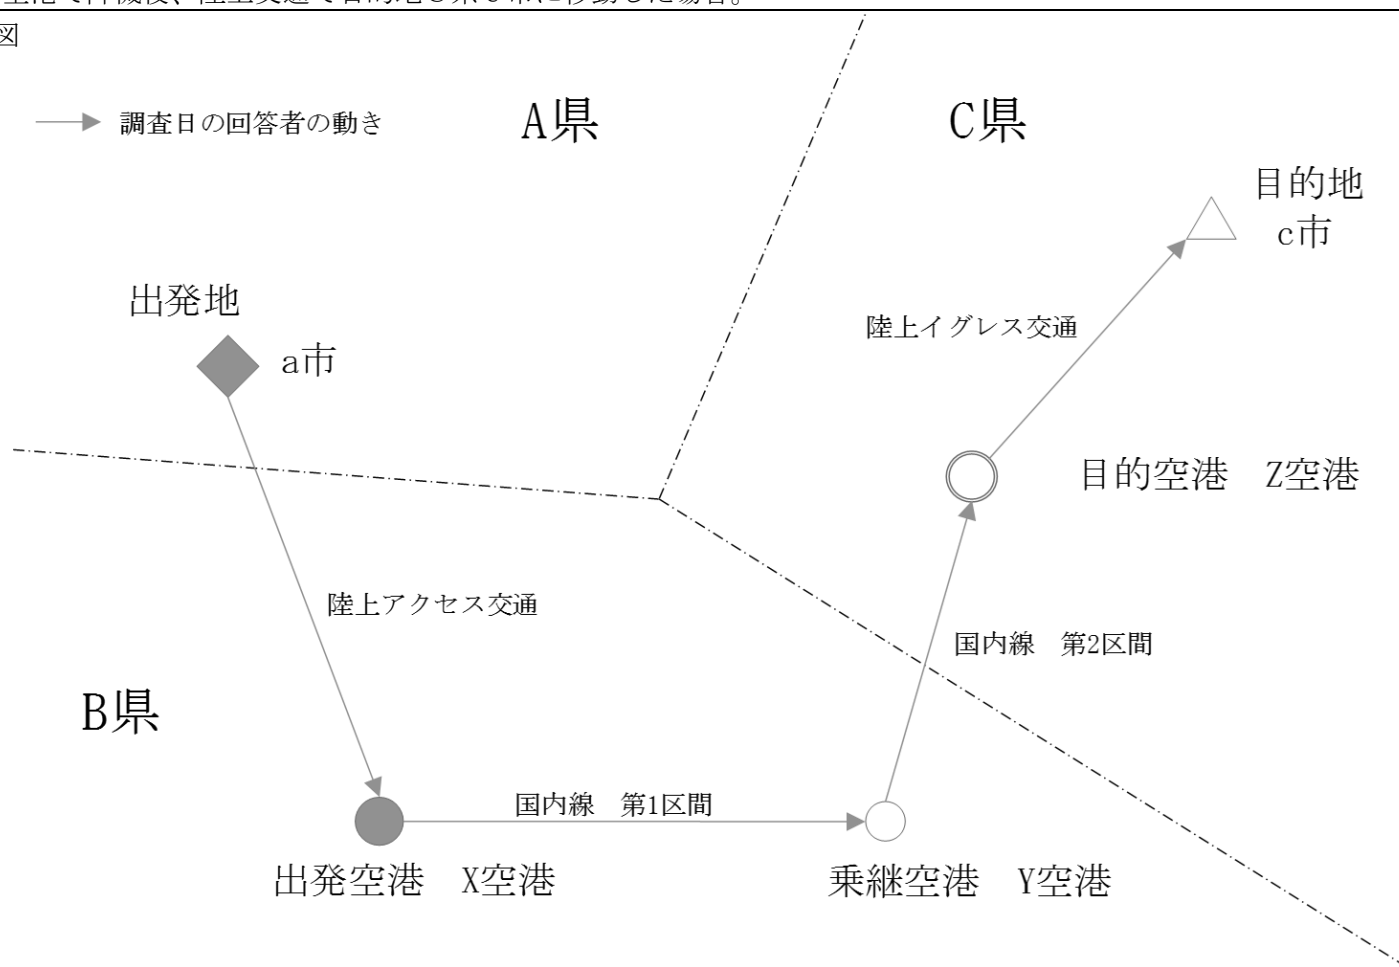 図
調査日の回答者の動き
A県
C県
目的地
c市
出発地
a市
陸上イグレス交通
目的空港　Z空港
陸上アクセス交通
国内線　第2区間
B県
国内線　第1区間
出発空港　X空港
乗継空港　Y空港